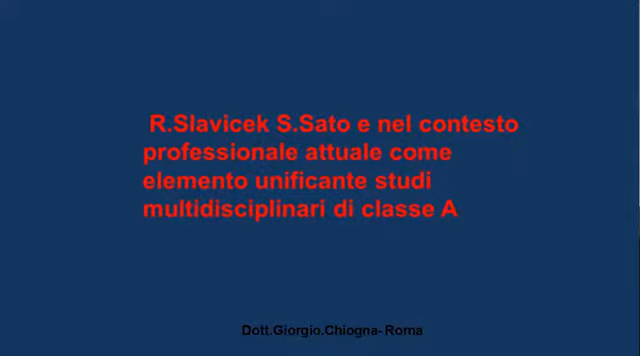 R.Slavicek S.Sato e nel contesto
professionale attuale come
elemento unificante studi
multidisciplinari di classe A
Dott.Giorgio.Chiogna- Roma